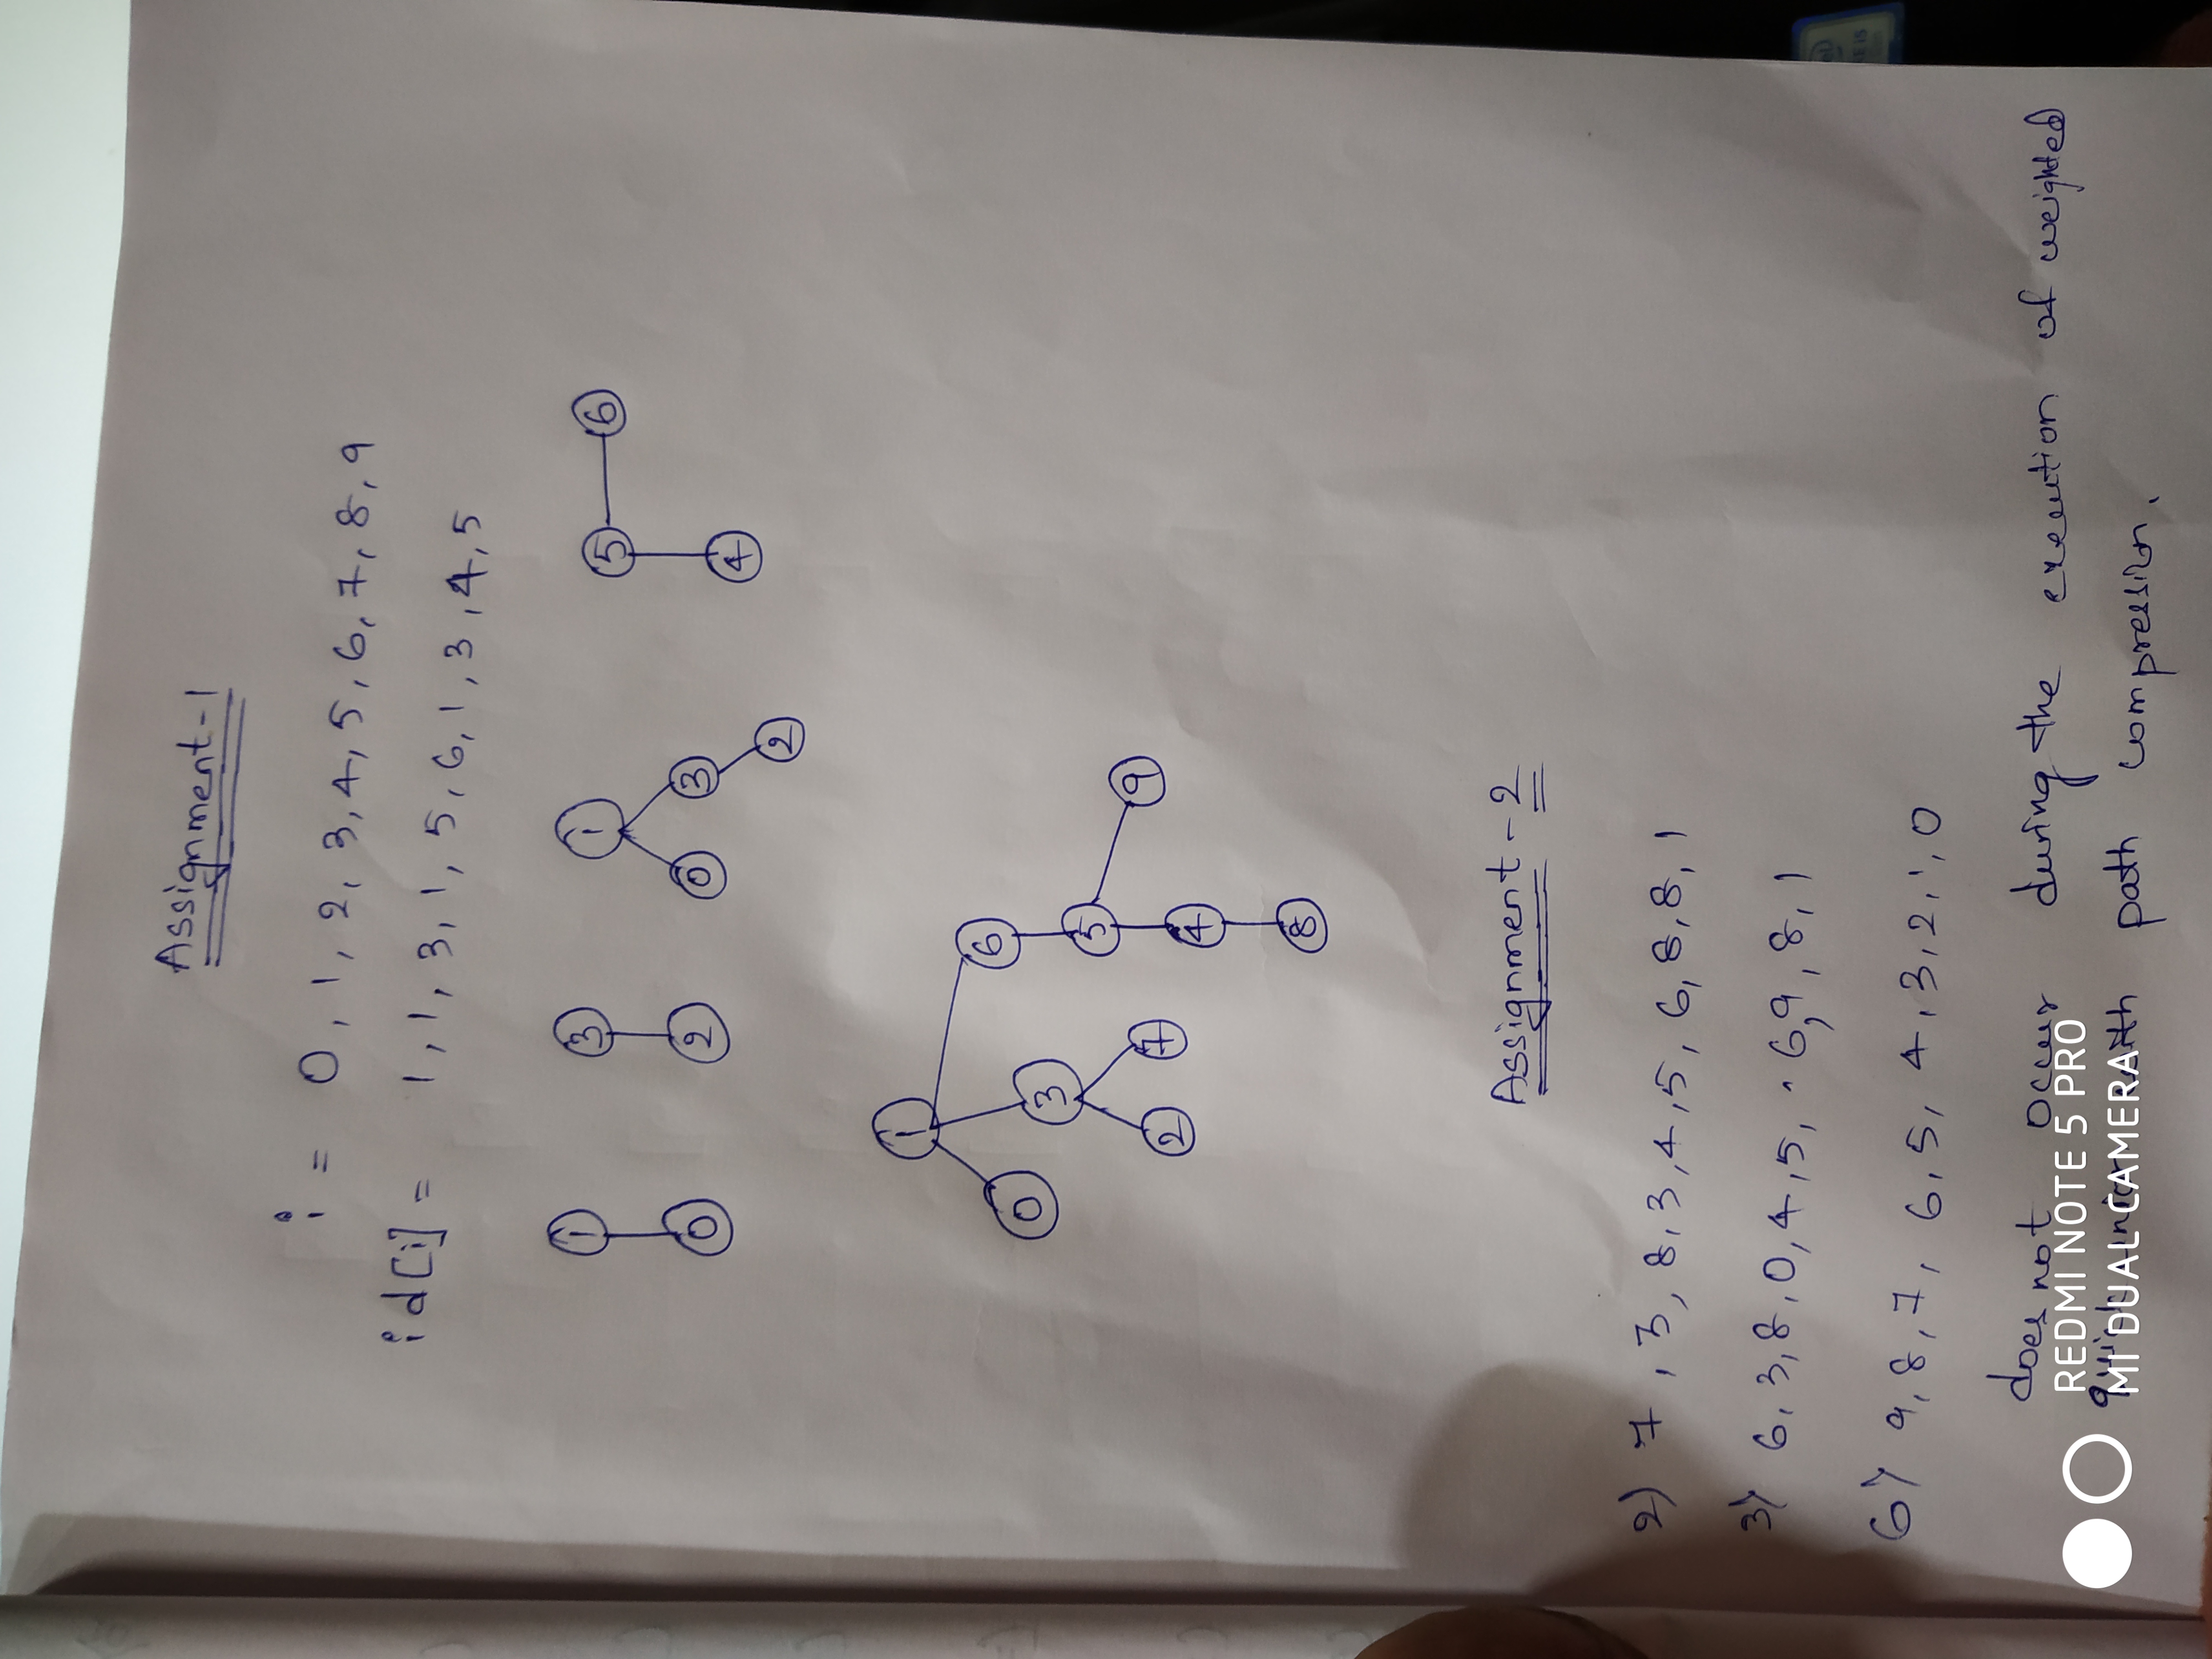 Assignment-1
i = 0, 1, 2, 3, 4, 5, 6, 7, 8, 9
id[i] = 1, 1, 3, 1, 5, 6, 1, 3, 4, 5
1 3 1 5 6
0 2 0 3 4
2
1
6
0 3
5
9
2 7
4
8
Assignment - 2
2) 7, 3, 8, 3, 4, 5, 6, 8, 8, 1
3) 6, 3, 8, 0, 4, 5, 6, 9, 8, 1
6) 9, 8, 7, 6, 5, 4, 3, 2, 1, 0
does not occur during the execution of weighted
quick union with path compression.
REDMI NOTE 5 PRO
MI DUAL CAMERA